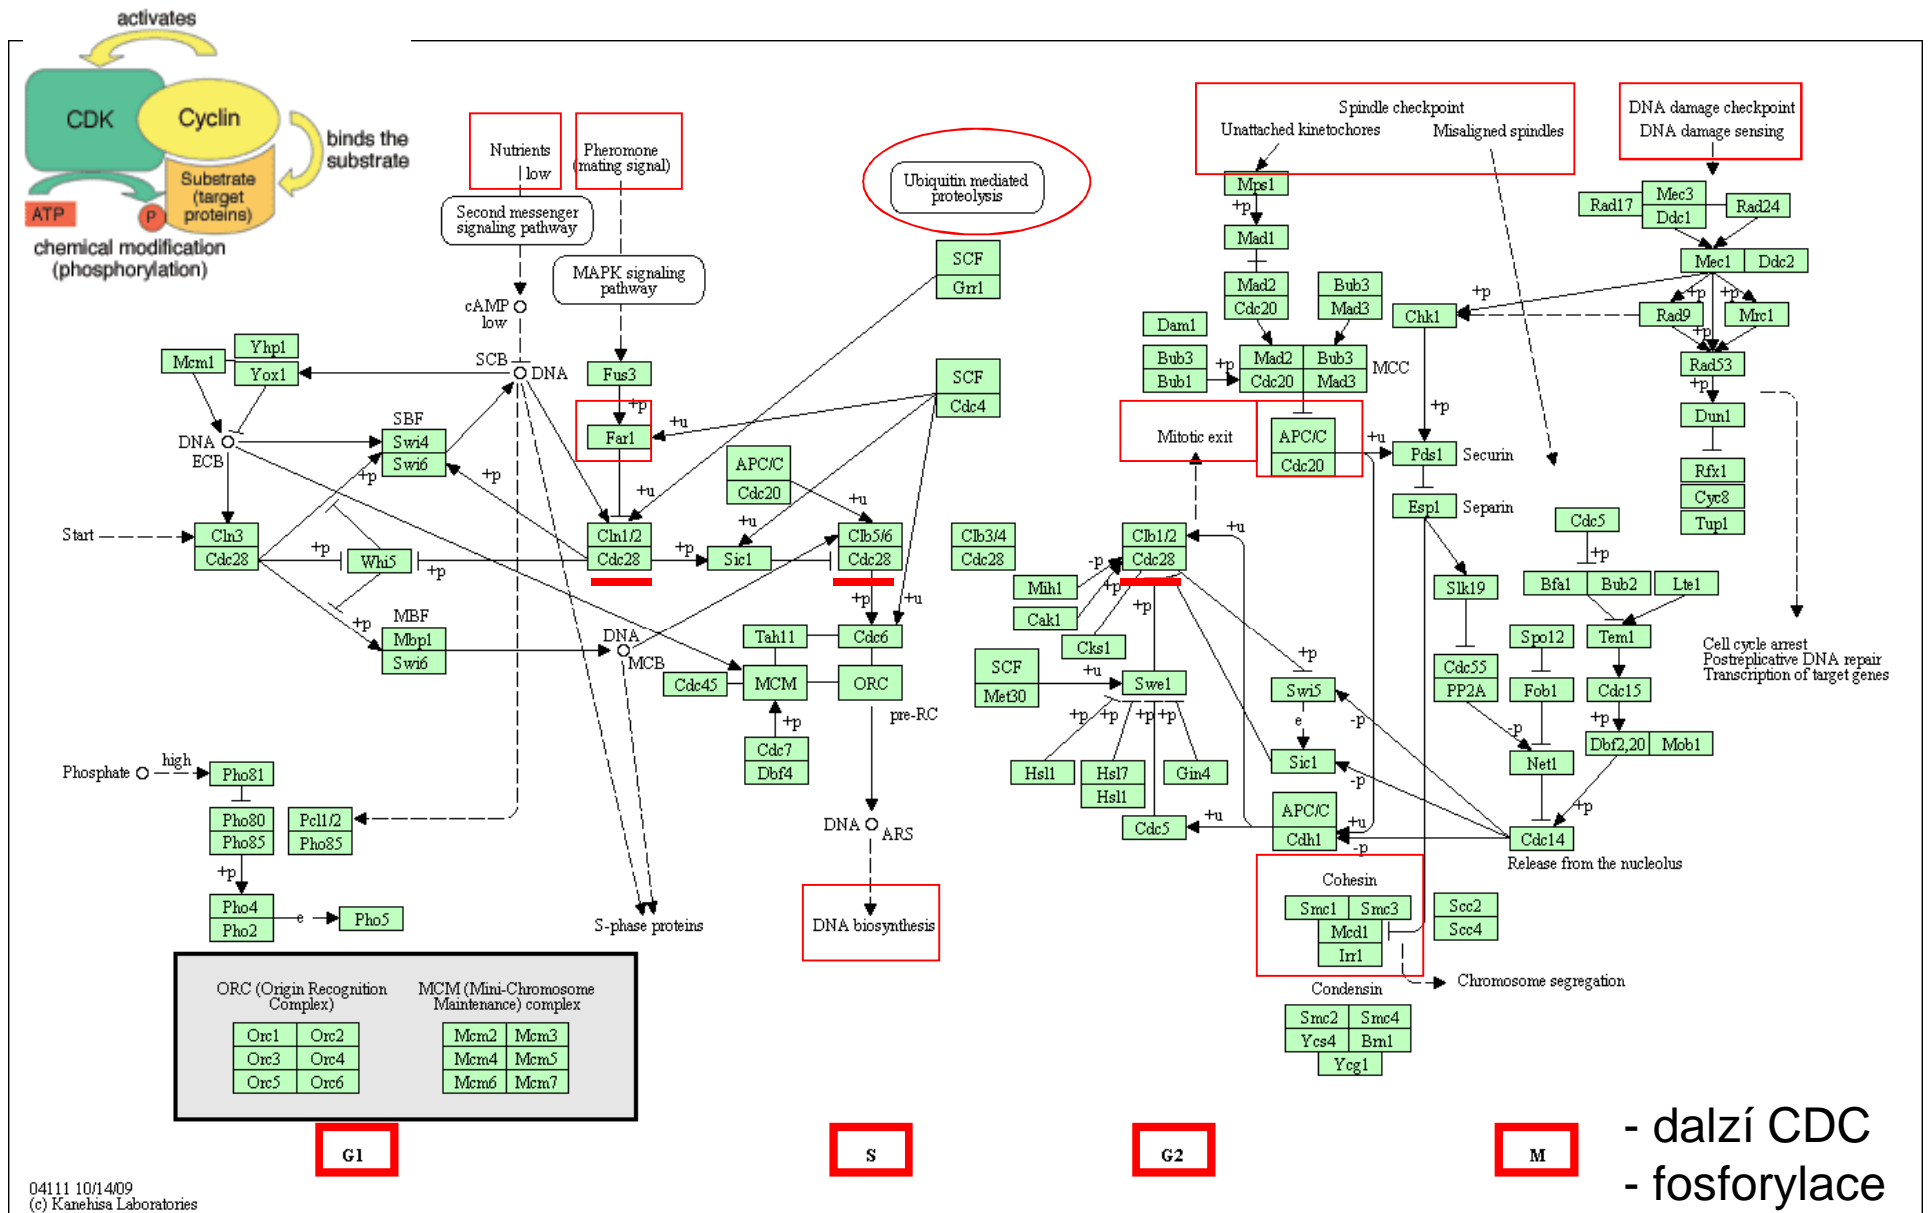 activates
CDK
Cyclin
binds the
substrate
Substrate
(target
proteins)
ATP
P
chemical modification
(phosphorylation)
Nutrients
low
Pheromone
(mating signal)
Second messenger
signaling pathway
MAPK signaling
pathway
cAMP
low
SCB
DNA
Ubiquitin mediated
proteolysis
SCF
Grr1
SCF
Cdc4
Spindle checkpoint
Unattached kinetochores
Misaligned spindles
DNA damage checkpoint
DNA damage sensing
Mps1
+p
Mad1
Mad2
Cdc20
Bub3
Mad3
Dam1
Bub3
Bub1
+p
Mad2
Bub3
Cdc20
Mad3
MCC
Rad17
Mec3
Ddc1
Rad24
Mec1
Ddc2
+p
+p
+p
+p
Chk1
Rad9
Mrc1
Rad53
+p
Dun1
Rfx1
Cyc8
Tup1
Mcm1
Yhp1
Yox1
DNA
ECB
SBF
Swi4
Swi6
+p
+p
Fus3
+p
Far1
+u
+u
+u
APC/C
Cdc20
+u
Mitotic exit
APC/C
Cdc20
+u
+p
Pds1
Securin
Esp1
Separin
Start
Cln3
Cdc28
+p
Whi5
+p
Cln1/2
Cdc28
+p
Sic1
Clb5/6
Cdc28
+p
+u
Clb3/4
Cdc28
Clb1/2
Cdc28
+u
-p
+p
+p
Mih1
Cak1
Cks1
+p
MBF
Mbp1
Swi6
DNA
MCB
Tah11
Cdc6
Cdc45
MCM
ORC
pre-RC
+p
Cdc7
Dbf4
SCF
Met30
+u
Swe1
+p
+p
+p
+p
Hsl1
Hsl7
Hsl1
Gin4
Cdc5
+u
+p
Swi5
e
Sic1
-p
-p
APC/C
Cdh1
+u
-p
Cdc5
+p
Bfa1
Bub2
Lte1
Slk19
Spo12
Tem1
Cdc55
PP2A
Fob1
Cdc15
-p
+p
Dbf2,20
Mob1
Net1
+p
Cdc14
Release from the nucleolus
Cell cycle arrest
Postreplicative DNA repair
Transcription of target genes
Phosphate
high
Pho81
Pho80
Pho85
Pcl1/2
Pho85
+p
Pho4
Pho2
e
Pho5
S-phase proteins
DNA
ARS
DNA biosynthesis
Cohesin
Smc1
Smc3
Mcd1
Irr1
Scc2
Scc4
Chromosome segregation
Condensin
Smc2
Smc4
Ycs4
Brn1
Ycg1
ORC (Origin Recognition
Complex)
Orc1
Orc2
Orc3
Orc4
Orc5
Orc6
MCM (Mini-Chromosome
Maintenance) complex
Mcm2
Mcm3
Mcm4
Mcm5
Mcm6
Mcm7
G1
S
G2
M
- dalzí CDC
- fosforylace
04111 10/14/09
(c) Kanehisa Laboratories